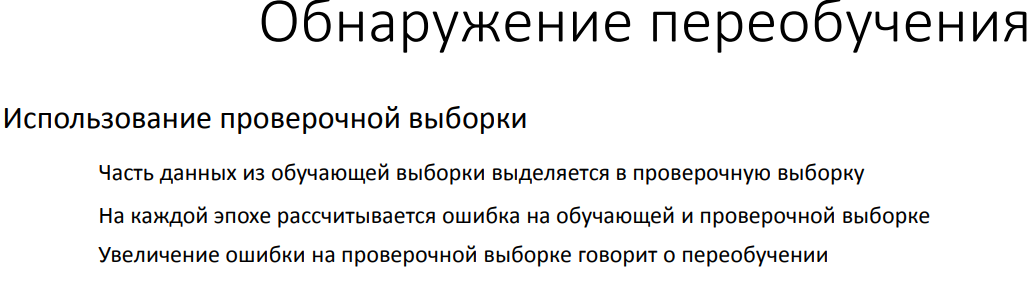 Обнаружение переобучения
Использование проверочной выборки
Часть данных из обучающей выборки выделяется в проверочную выборку
На каждой эпохе рассчитывается ошибка на обучающей и проверочной выборке
Увеличение ошибки на проверочной выборке говорит о переобучении